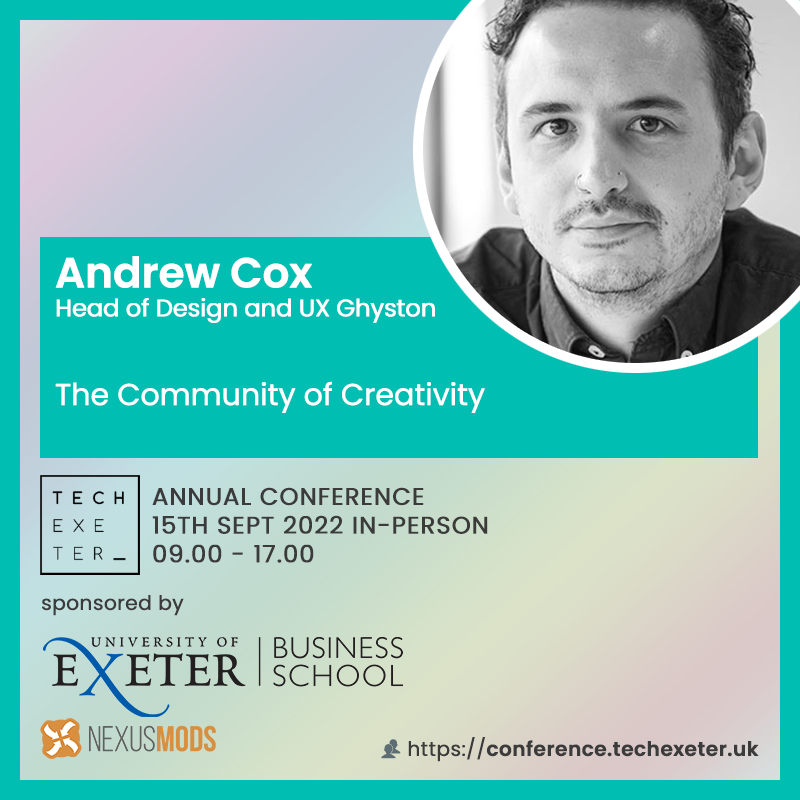 Andrew Cox
Head of Design and UX Ghyston
The Community of Creativity
TECH
EXE
TER_
ANNUAL CONFERENCE
15TH SEPT 2022 IN-PERSON
09.00 - 17.00
sponsored by
UNIVERSITY OF
EXETER
BUSINESS
SCHOOL
NEXUSMODS
https://conference.techexeter.uk